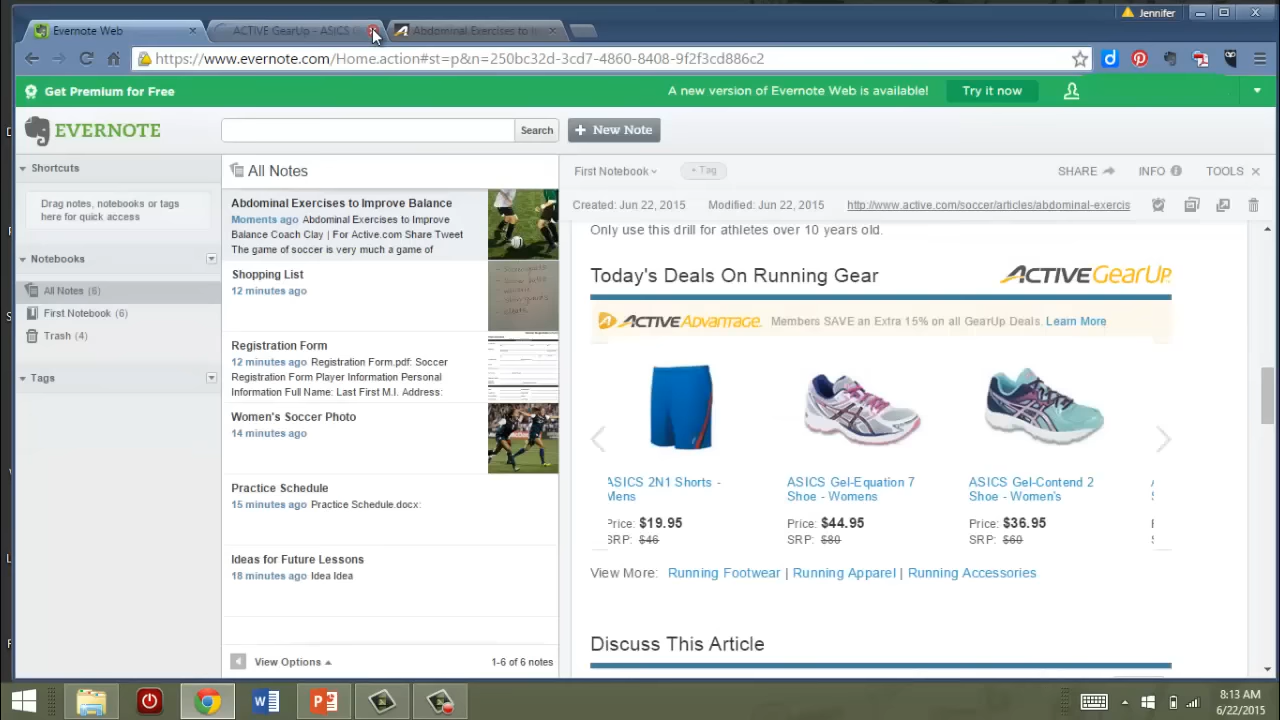 Jennifer
Evernote Web
ACTIVE GearUp - ASICS
Abdominal Exercises to
https://www.evernote.com/Home.action#st=p&n=250bc32d-3cd7-4860-8408-9f2f3cd886c2
Get Premium for Free
A new version of Evernote Web is available!
Try it now
EVERNOTE
Search
+ New Note
Shortcuts
Drag notes, notebooks or tags
here for quick access
Notebooks
All Notes (6)
First Notebook (6)
Trash (4)
Tags
All Notes
Abdominal Exercises to Improve Balance
Moments ago Abdominal Exercises to Improve
Balance Coach Clay | For Active.com Share Tweet
The game of soccer is very much a game of
Shopping List
12 minutes ago
Registration Form
12 minutes ago Registration Form.pdf: Soccer
Registration Form Player Information Personal
Information Full Name: Last First M.I. Address:
Women's Soccer Photo
14 minutes ago
Practice Schedule
15 minutes ago Practice Schedule.docx:
Ideas for Future Lessons
18 minutes ago Idea Idea
View Options
1-6 of 6 notes
First Notebook
+ Tag
SHARE
INFO
TOOLS
Created: Jun 22, 2015
Modified: Jun 22, 2015
http://www.active.com/soccer/articles/abdominal-exercis
Only use this drill for athletes over 10 years old.
Today's Deals On Running Gear
ACTIVE GearUp
ACTIVE Advantage. Members SAVE an Extra 15% on all GearUp Deals. Learn More
ASICS 2N1 Shorts -
Mens
Price: $19.95
SRP: $46
ASICS Gel-Equation 7
Shoe - Womens
Price: $44.95
SRP: $80
ASICS Gel-Contend 2
Shoe - Women's
Price: $36.95
SRP: $60
View More: Running Footwear | Running Apparel | Running Accessories
Discuss This Article
8:13 AM
6/22/2015